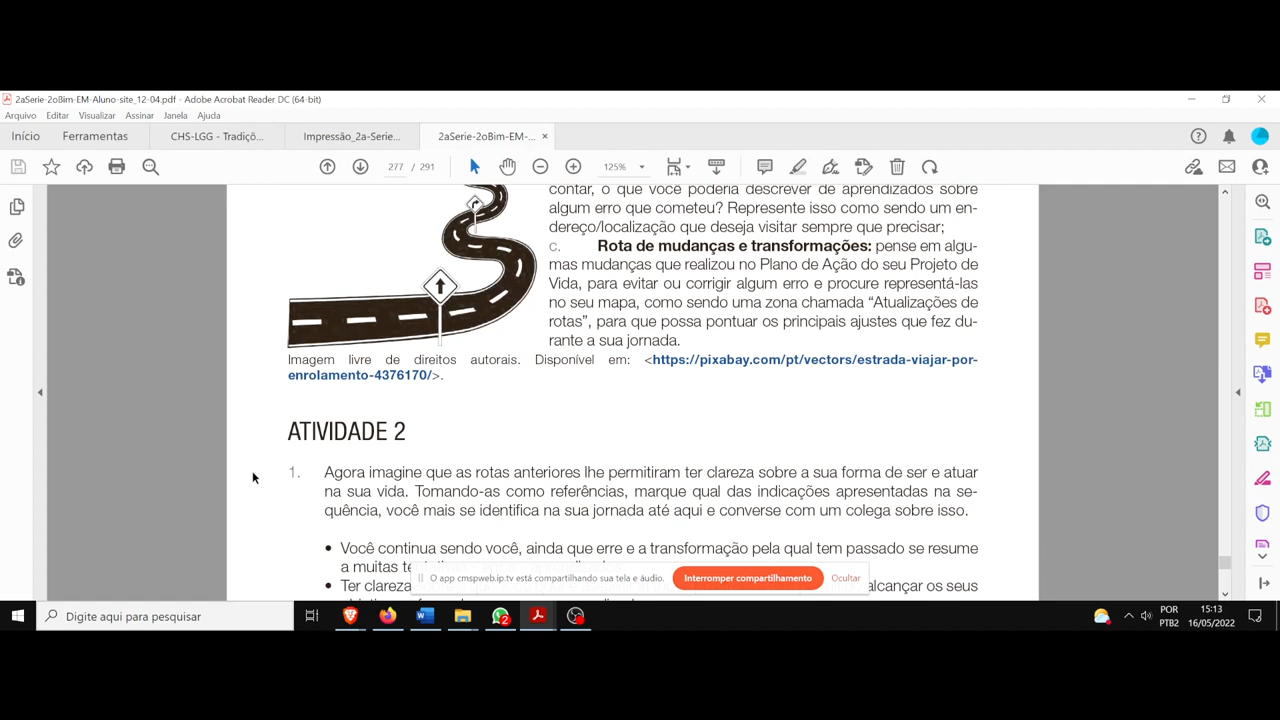 2aSerie-2oBim-EM-Aluno-site_12-04.pdf - Adobe Acrobat Reader DC (64-bit)
Arquivo Editar Visualizar Assinar Janela Ajuda
Início Ferramentas CHS-LGG - Tradiçõ... Impressão_2a-Serie... 2aSerie-2oBim-EM-... ×
277 / 291 125%
contar, o que você poderia descrever de aprendizados sobre
algum erro que cometeu? Represente isso como sendo um en-
dereço/localização que deseja visitar sempre que precisar;
c. Rota de mudanças e transformações: pense em algu-
mas mudanças que realizou no Plano de Ação do seu Projeto de
Vida, para evitar ou corrigir algum erro e procure representá-las
no seu mapa, como sendo uma zona chamada “Atualizações de
rotas”, para que possa pontuar os principais ajustes que fez du-
rante a sua jornada.
Imagem livre de direitos autorais. Disponível em: <https://pixabay.com/pt/vectors/estrada-viajar-por-
enrolamento-4376170/>.
ATIVIDADE 2
1. Agora imagine que as rotas anteriores lhe permitiram ter clareza sobre a sua forma de ser e atuar
na sua vida. Tomando-as como referências, marque qual das indicações apresentadas na se-
quência, você mais se identifica na sua jornada até aqui e converse com um colega sobre isso.
• Você continua sendo você, ainda que erre e a transformação pela qual tem passado se resume
a muitas
• Ter clareza alcançar os seus
O app cmspweb.ip.tv está compartilhando sua tela e áudio. Interromper compartilhamento Ocultar
Digite aqui para pesquisar
2
POR
PTB2
15:13
16/05/2022